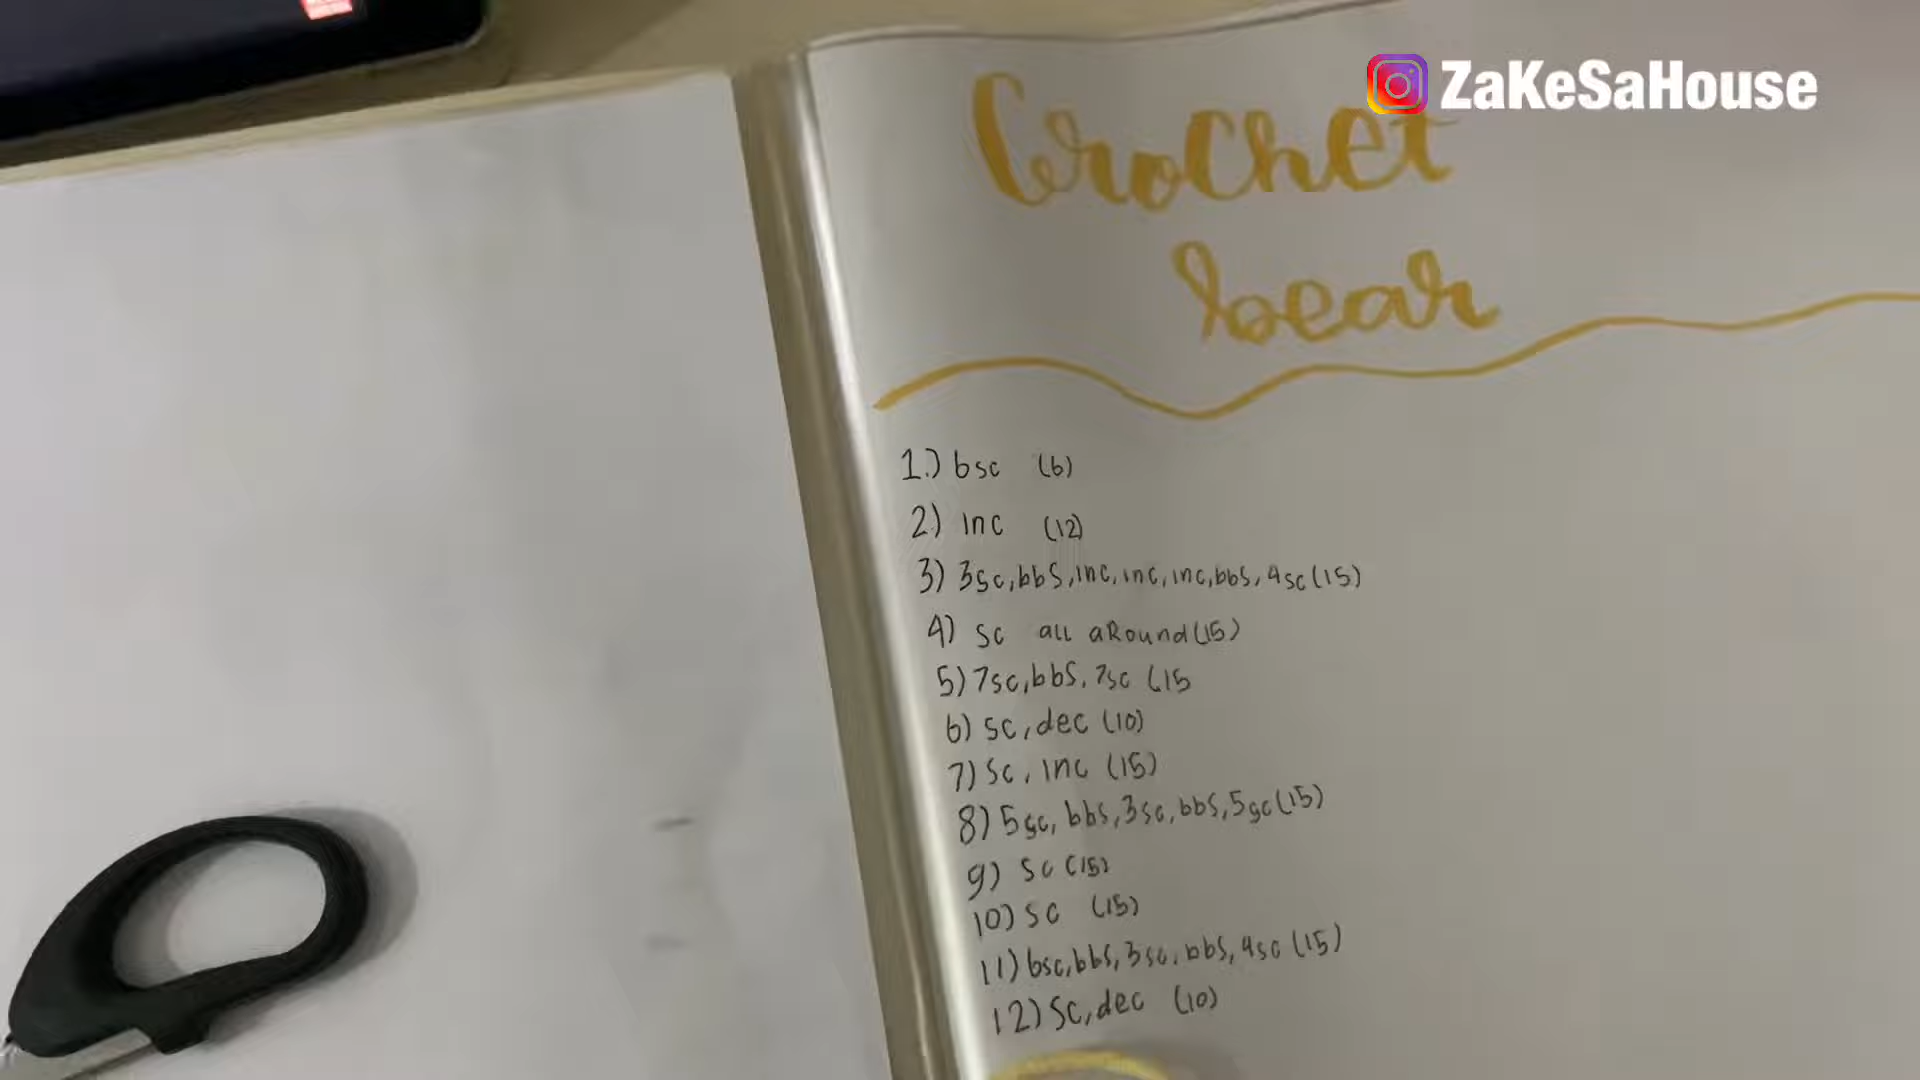 ZaKeSaHouse
Crochet
bear
1.) 6sc (6)
2) inc (12)
3) 3sc, bbs, inc, inc, inc, bbs, 4sc (15)
4) sc all aRound (15)
5) 7sc, bbs, 7sc (15
6) sc, dec (10)
7) Sc, inc (15)
8) 5sc, bbs, 3sc, bbs, 5sc (15)
9) Sc (15)
10) SC (15)
11) 6sc, bbs, 3sc, bbs, 4sc (15)
12) Sc, dec (10)